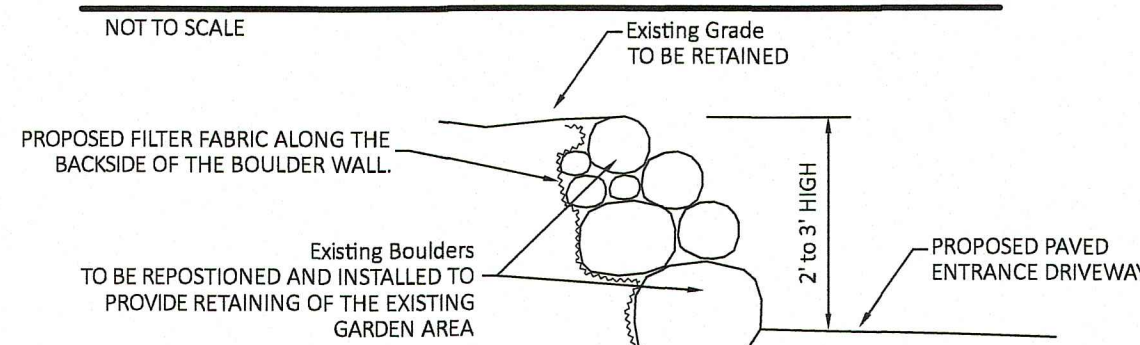 NOT TO SCALE
Existing Grade
TO BE RETAINED
PROPOSED FILTER FABRIC ALONG THE
BACKSIDE OF THE BOULDER WALL.
Existing Boulders
TO BE REPOSTIONED AND INSTALLED TO
PROVIDE RETAINING OF THE EXISTING
GARDEN AREA
2' to 3' HIGH
PROPOSED PAVED
ENTRANCE DRIVEWAY